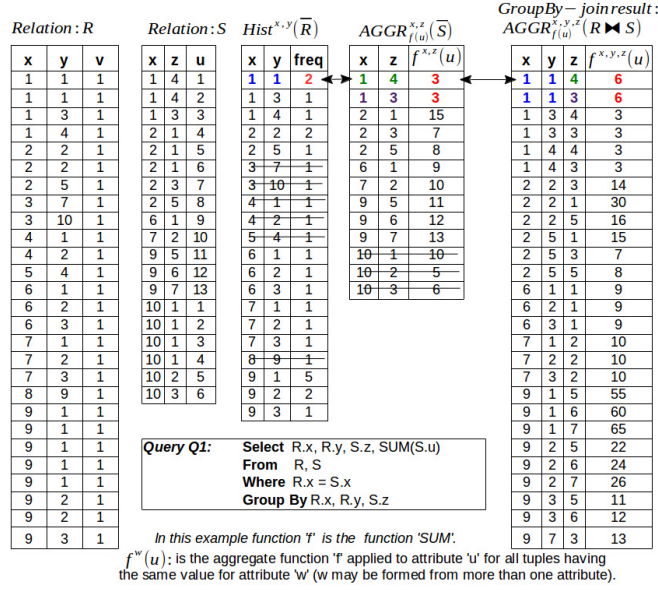 Relation : R
x y v
1 1 1
1 1 1
1 3 1
1 4 1
2 2 1
2 2 1
2 5 1
3 7 1
3 10 1
4 1 1
4 2 1
5 4 1
6 1 1
6 2 1
6 3 1
7 1 1
7 2 1
7 3 1
8 9 1
9 1 1
9 1 1
9 1 1
9 1 1
9 1 1
9 2 1
9 2 1
9 3 1
Relation : S
x z u
1 4 1
1 4 2
1 3 3
2 1 4
2 1 5
2 1 6
2 3 7
2 5 8
6 1 9
7 2 10
9 5 11
9 6 12
9 7 13
10 1 1
10 1 2
10 1 3
10 1 4
10 2 5
10 3 6
Hist^{x,y}(R̅)
x y freq
1 1 2
1 3 1
1 4 1
2 2 2
2 5 1
3 7 1
3 10 1
4 1 1
4 2 1
5 4 1
6 1 1
6 2 1
6 3 1
7 1 1
7 3 1
8 9 1
9 1 5
9 2 2
9 3 1
AGGR^{x,z}_{f(u)}(S̅)
x z f^{x,z}(u)
1 4 3
1 3 3
2 1 15
2 3 7
2 5 8
6 1 9
7 2 10
9 5 11
9 6 12
9 7 13
10 1 10
10 2 5
10 3 6
GroupBy− join result :
AGGR^{x,y,z}_{f(u)}(R ⋈ S)
x y z f^{x,y,z}(u)
1 1 4 6
1 1 3 6
1 3 4 3
1 3 3 3
1 4 4 3
1 4 3 3
2 2 3 14
2 2 1 30
2 2 5 16
2 5 1 15
2 5 3 7
2 5 5 8
6 1 1 9
6 2 1 9
6 3 1 9
7 1 2 10
7 2 2 10
7 3 2 10
9 1 5 55
9 1 6 60
9 1 7 65
9 2 5 22
9 2 6 24
9 2 7 26
9 3 5 11
9 3 6 12
9 7 3 13
Query Q1: Select R.x, R.y, S.z, SUM(S.u)
From R, S
Where R.x = S.x
Group By R.x, R.y, S.z
In this example function 'f' is the function 'SUM'.
f^w(u): is the aggregate function 'f' applied to attribute 'u' for all tuples having
the same value for attribute 'w' (w may be formed from more than one attribute).